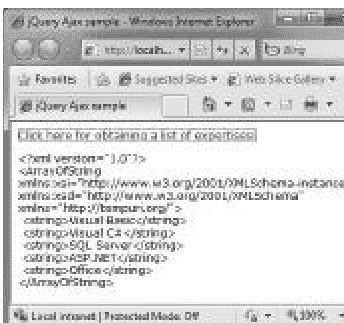 jQuery Ajax sample - Windows Internet Explorer
http://localh...
Bing
Favorites
Suggested Sites
Web Slice Gallery
jQuery Ajax sample
Click here for obtaining a list of expertises
<?xml version="1.0"?>
<ArrayOfString
xmlns:xsi="http://www.w3.org/2001/XMLSchema-instance"
xmlns:xsd="http://www.w3.org/2001/XMLSchema"
xmlns="http://bsmpuri.org/">
<string>Visual Basic</string>
<string>Visual C# </string>
<string>SQL Server</string>
<string>ASP.NET</string>
<string>Office</string>
</ArrayOfString>
Local intranet | Protected Mode: Off
100%